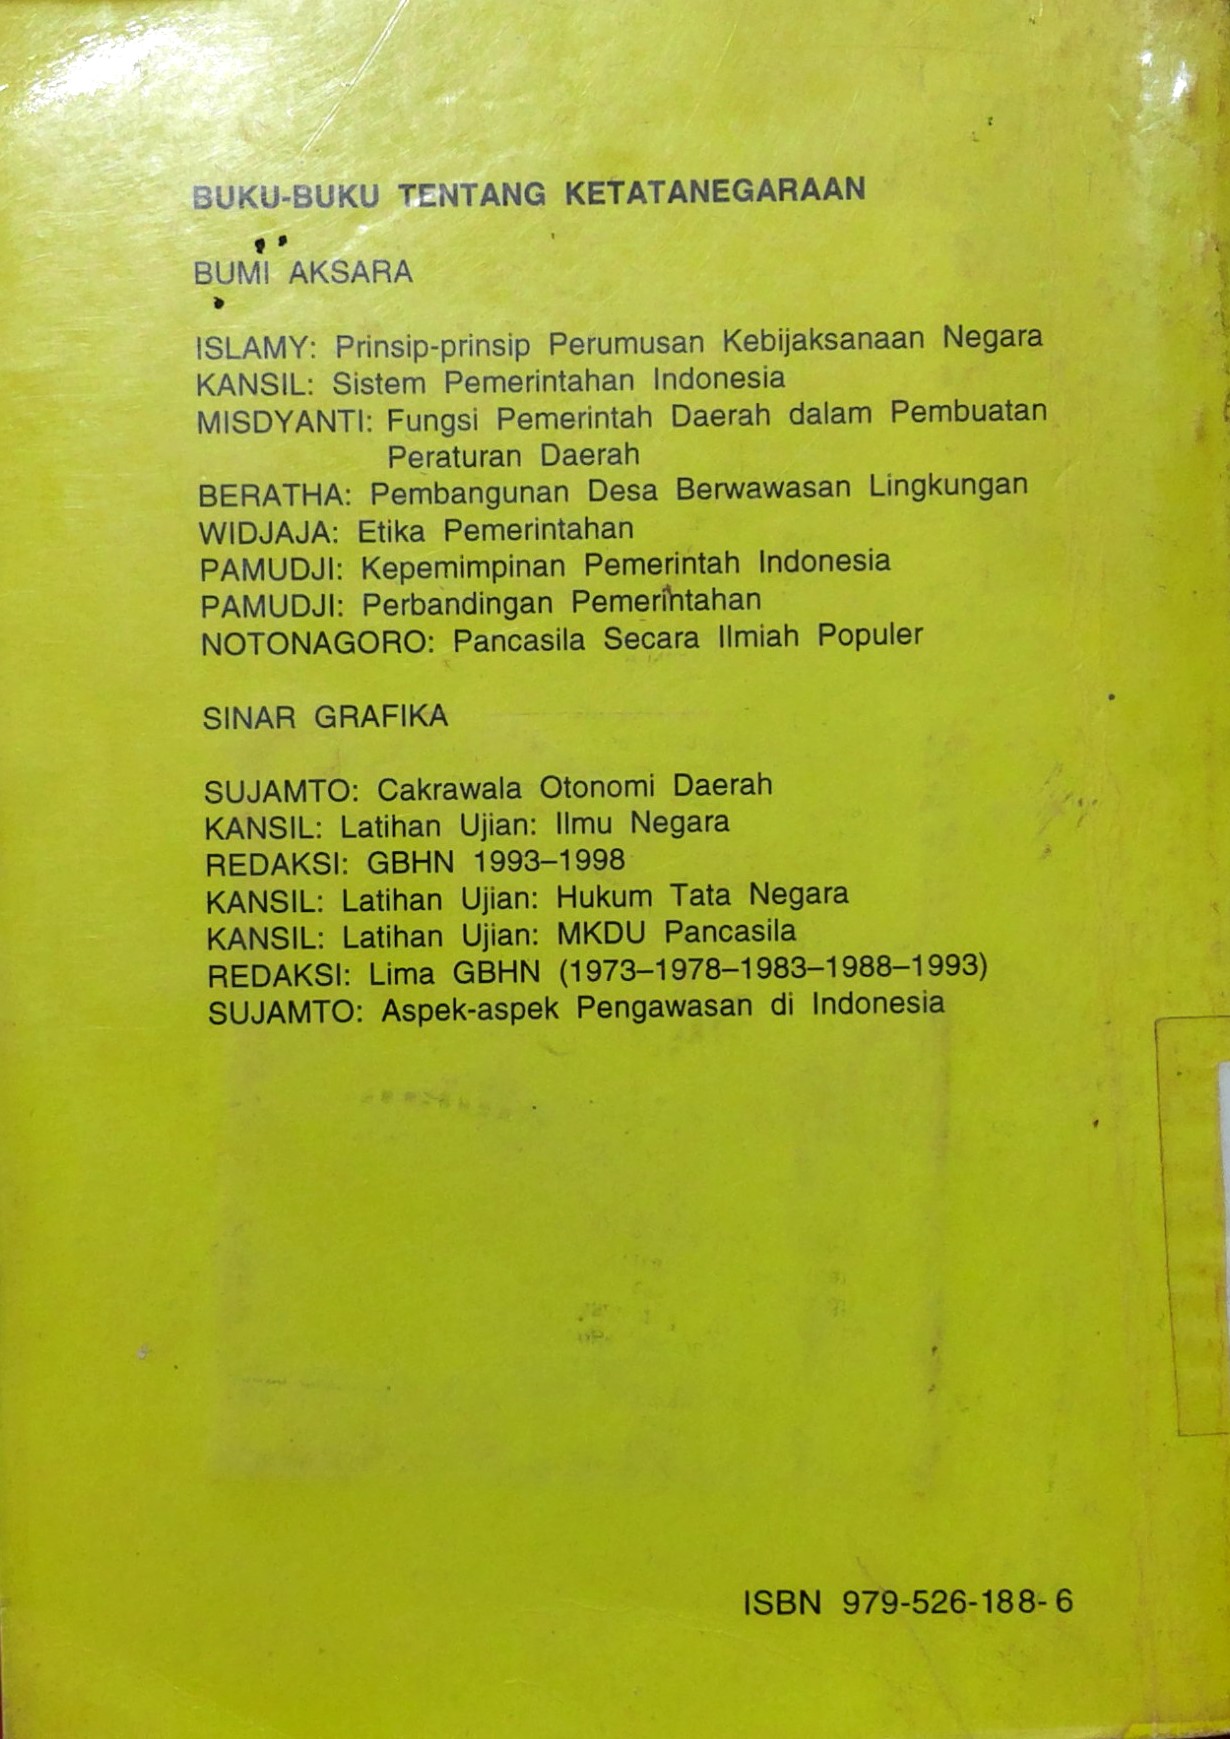 BUKU-BUKU TENTANG KETATANEGARAAN
BUMI AKSARA
ISLAMY: Prinsip-prinsip Perumusan Kebijaksanaan Negara
KANSIL: Sistem Pemerintahan Indonesia
MISDYANTI: Fungsi Pemerintah Daerah dalam Pembuatan
Peraturan Daerah
BERATHA: Pembangunan Desa Berwawasan Lingkungan
WIDJAJA: Etika Pemerintahan
PAMUDJI: Kepemimpinan Pemerintah Indonesia
PAMUDJI: Perbandingan Pemerintahan
NOTONAGORO: Pancasila Secara Ilmiah Populer
SINAR GRAFIKA
SUJAMTO: Cakrawala Otonomi Daerah
KANSIL: Latihan Ujian: Ilmu Negara
REDAKSI: GBHN 1993–1998
KANSIL: Latihan Ujian: Hukum Tata Negara
KANSIL: Latihan Ujian: MKDU Pancasila
REDAKSI: Lima GBHN (1973–1978–1983–1988–1993)
SUJAMTO: Aspek-aspek Pengawasan di Indonesia
ISBN 979-526-188-6